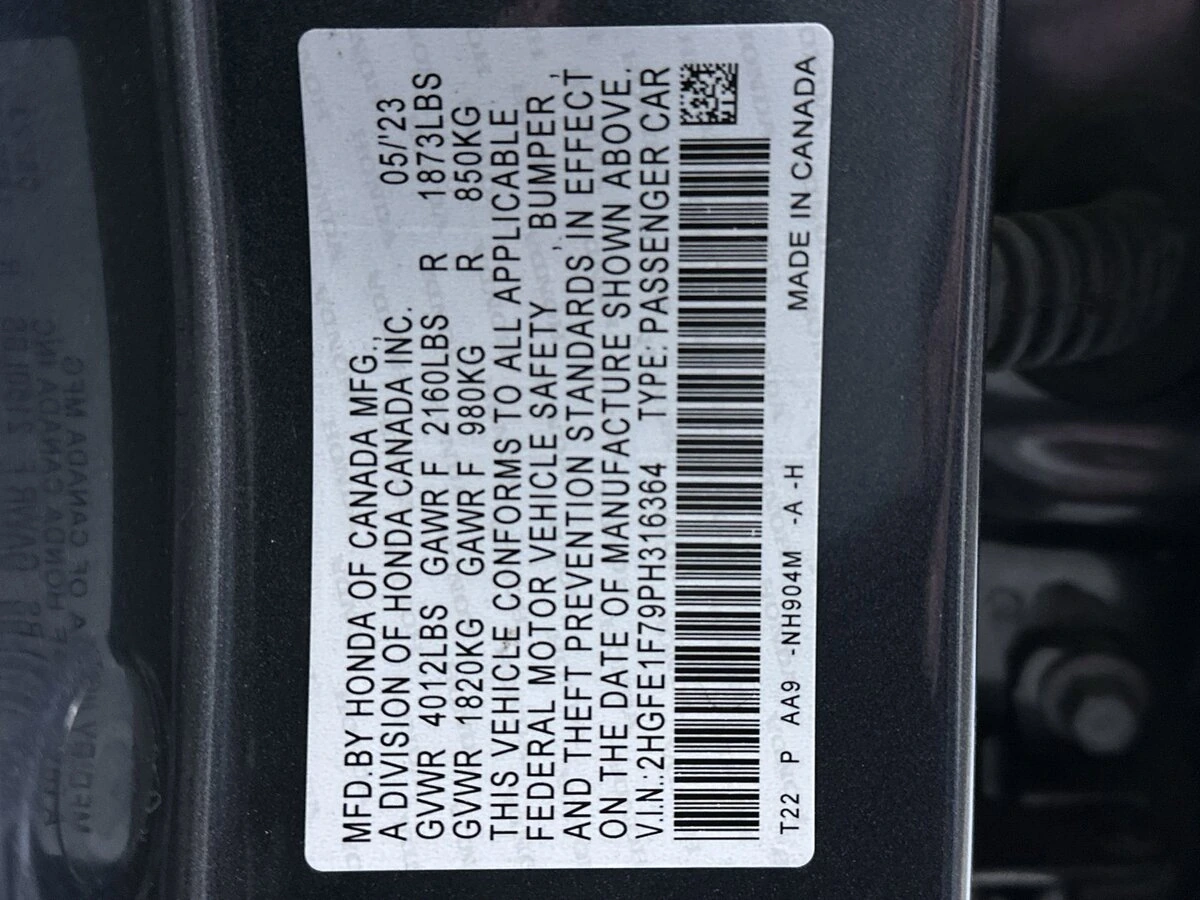 MFD.BY HONDA OF CANADA MFG.,
A DIVISION OF HONDA CANADA INC. 05/'23
GVWR 4012LBS GAWR F 2160LBS R 1873LBS
GVWR 1820KG GAWR F 980KG R 850KG
THIS VEHICLE CONFORMS TO ALL APPLICABLE
FEDERAL MOTOR VEHICLE SAFETY , BUMPER ,
AND THEFT PREVENTION STANDARDS IN EFFECT
ON THE DATE OF MANUFACTURE SHOWN ABOVE.
V.I.N.:2HGFE1F79PH316364 TYPE:PASSENGER CAR
T22 P AA9 -NH904M -A -H MADE IN CANADA